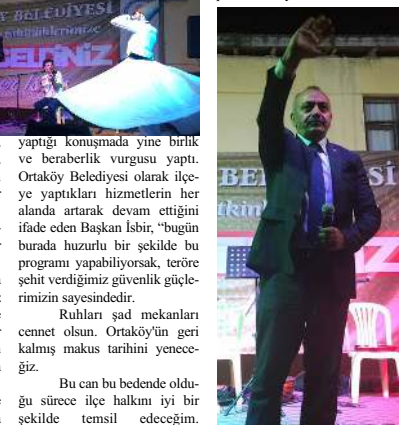 BELEDİYESİ
GELDİNİZ
yaptığı konuşmada yine birlik
ve beraberlik vurgusu yaptı.
Ortaköy Belediyesi olarak ilçe-
ye yaptıkları hizmetlerin her
alanda artarak devam ettiğini
ifade eden Başkan İsbir, “bugün
burada huzurlu bir şekilde bu
programı yapabiliyorsak, teröre
şehit verdiğimiz güvenlik güçle-
rimizin sayesindedir.
Ruhları şad mekanları
cennet olsun. Ortaköy'ün geri
kalmış makus tarihini yenece-
ğiz.
Bu can bu bedende oldu-
ğu sürece ilçe halkını iyi bir
şekilde temsil edeceğim.